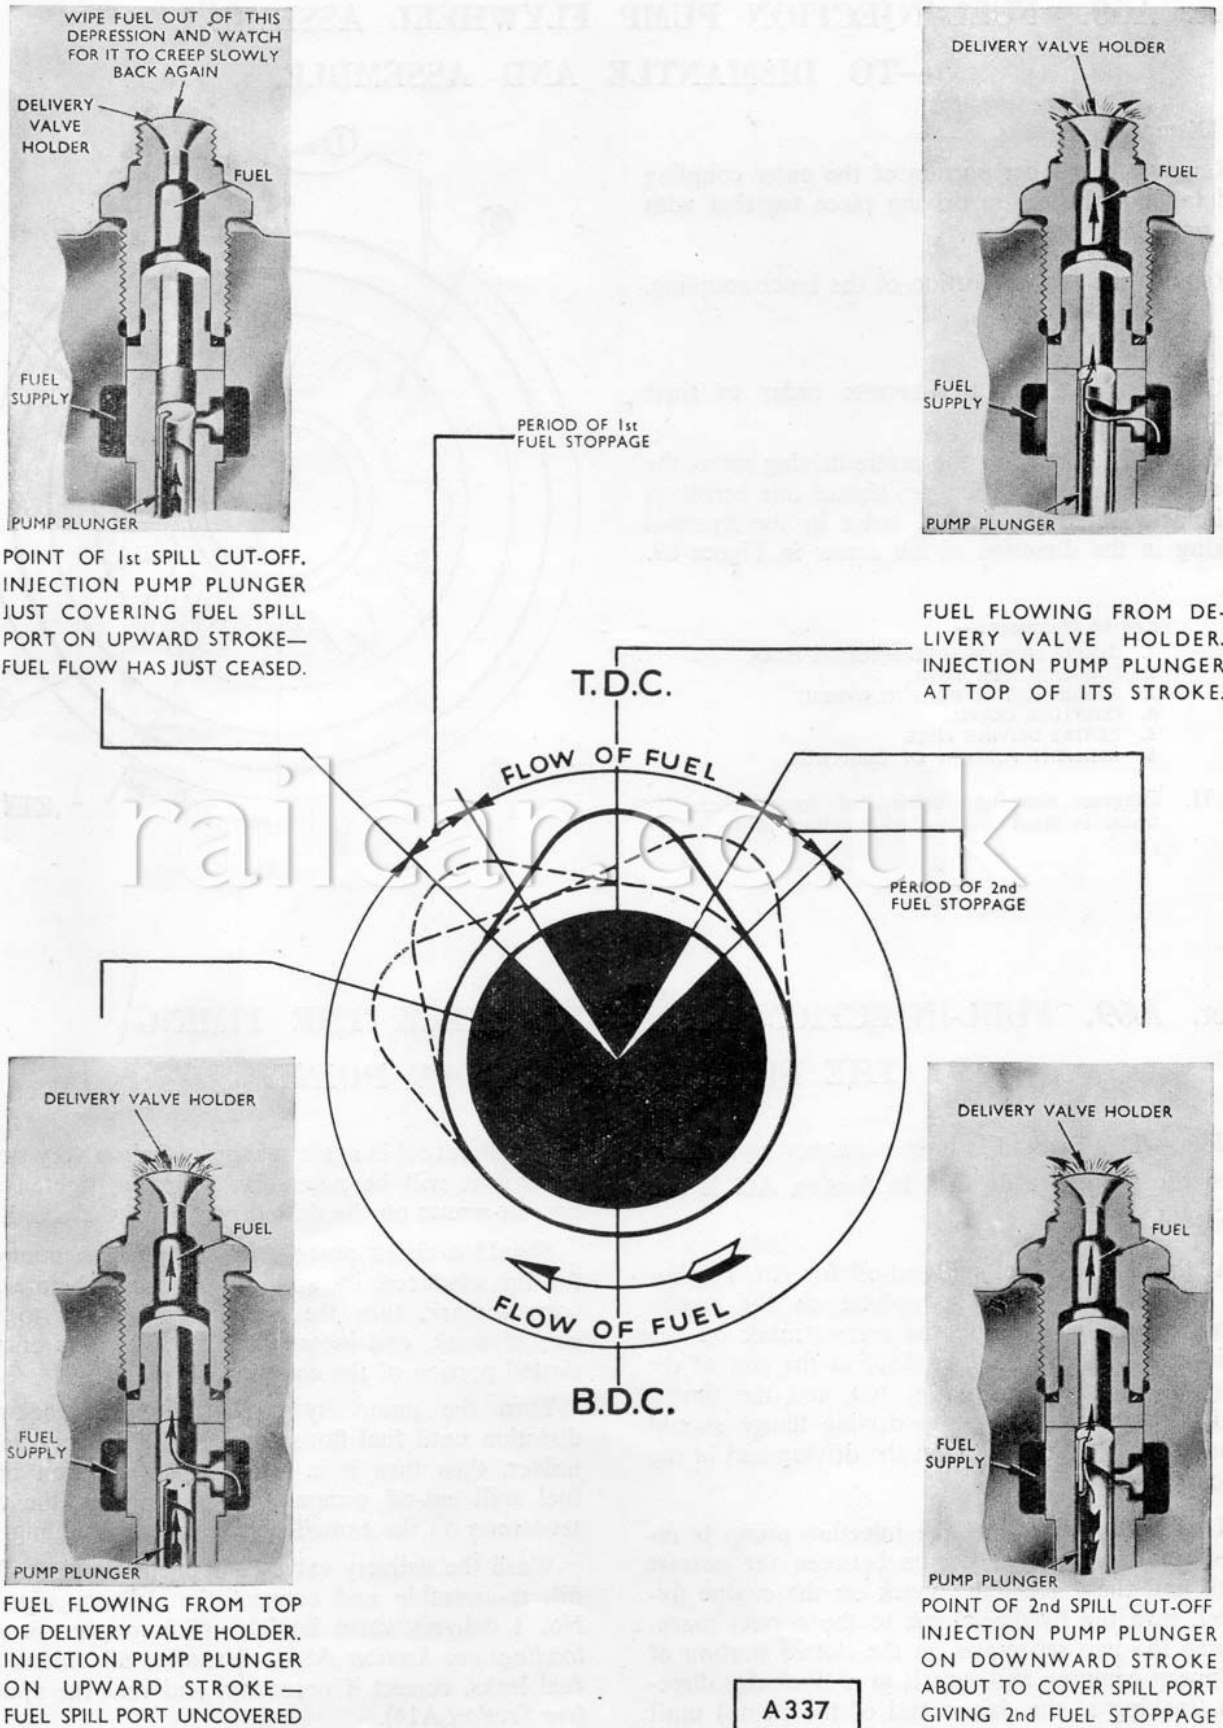 WIPE FUEL OUT OF THIS
DEPRESSION AND WATCH
FOR IT TO CREEP SLOWLY
BACK AGAIN
DELIVERY
VALVE
HOLDER
FUEL
FUEL
SUPPLY
PUMP PLUNGER
POINT OF 1st SPILL CUT-OFF.
INJECTION PUMP PLUNGER
JUST COVERING FUEL SPILL
PORT ON UPWARD STROKE—
FUEL FLOW HAS JUST CEASED.
DELIVERY VALVE HOLDER
FUEL
FUEL
SUPPLY
PUMP PLUNGER
FUEL FLOWING FROM DE-
LIVERY VALVE HOLDER.
INJECTION PUMP PLUNGER
AT TOP OF ITS STROKE.
PERIOD OF 1st
FUEL STOPPAGE
T.D.C.
FLOW OF FUEL
railcar.co.uk
PERIOD OF 2nd
FUEL STOPPAGE
FLOW OF FUEL
B.D.C.
DELIVERY VALVE HOLDER
FUEL
FUEL
SUPPLY
PUMP PLUNGER
FUEL FLOWING FROM TOP
OF DELIVERY VALVE HOLDER.
INJECTION PUMP PLUNGER
ON UPWARD STROKE—
FUEL SPILL PORT UNCOVERED
DELIVERY VALVE HOLDER
FUEL
FUEL
SUPPLY
PUMP PLUNGER
POINT OF 2nd SPILL CUT-OFF
INJECTION PUMP PLUNGER
ON DOWNWARD STROKE
ABOUT TO COVER SPILL PORT
GIVING 2nd FUEL STOPPAGE
A337